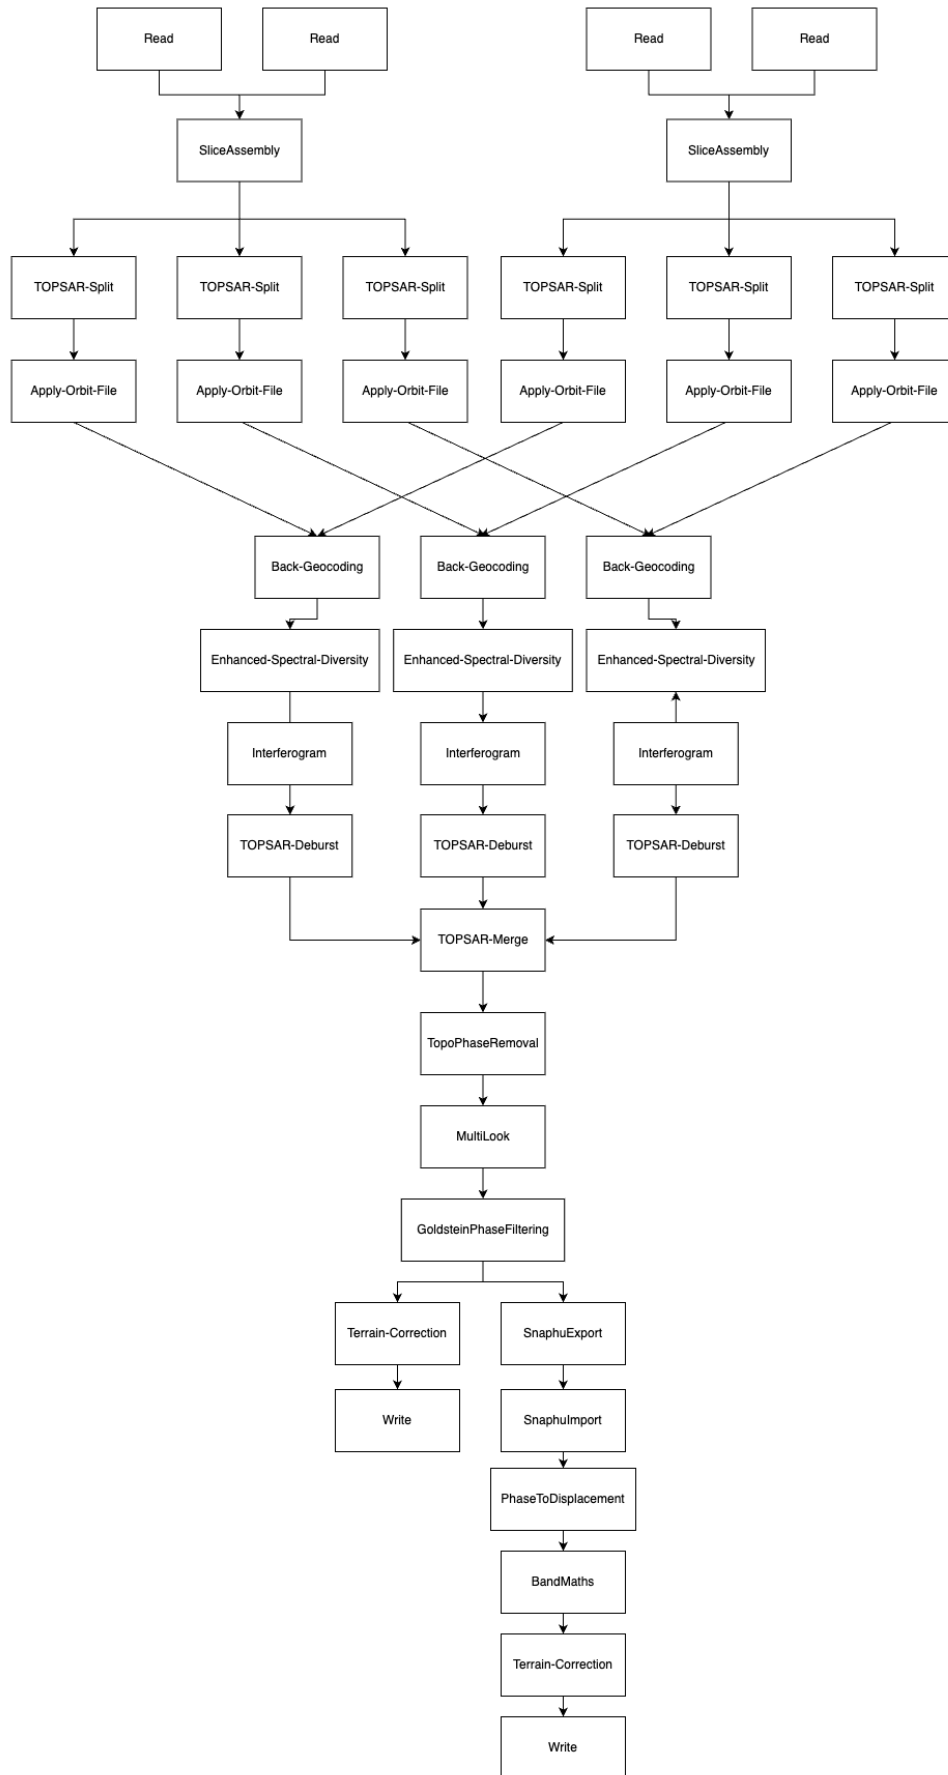 Read
Read
Read
Read
SliceAssembly
SliceAssembly
TOPSAR-Split
TOPSAR-Split
TOPSAR-Split
TOPSAR-Split
TOPSAR-Split
TOPSAR-Split
Apply-Orbit-File
Apply-Orbit-File
Apply-Orbit-File
Apply-Orbit-File
Apply-Orbit-File
Apply-Orbit-File
Back-Geocoding
Back-Geocoding
Back-Geocoding
Enhanced-Spectral-Diversity
Enhanced-Spectral-Diversity
Enhanced-Spectral-Diversity
Interferogram
Interferogram
Interferogram
TOPSAR-Deburst
TOPSAR-Deburst
TOPSAR-Deburst
TOPSAR-Merge
TopoPhaseRemoval
MultiLook
GoldsteinPhaseFiltering
Terrain-Correction
SnaphuExport
Write
SnaphuImport
PhaseToDisplacement
BandMaths
Terrain-Correction
Write